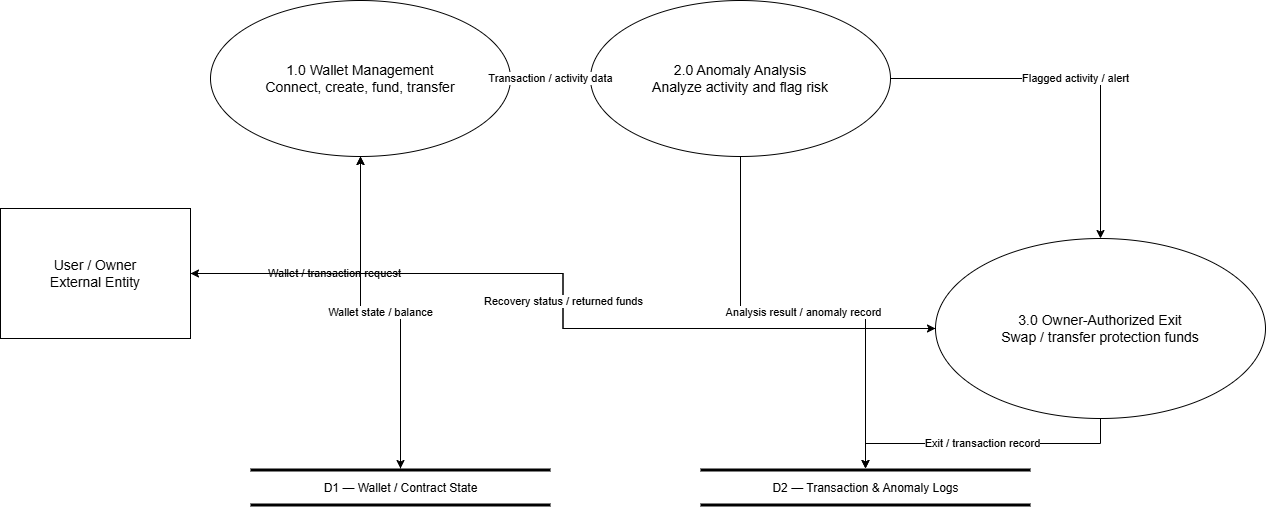 1.0 Wallet Management
Connect, create, fund, transfer
Transaction / activity data
2.0 Anomaly Analysis
Analyze activity and flag risk
Flagged activity / alert
User / Owner
External Entity
Wallet / transaction request
Recovery status / returned funds
Wallet state / balance
Analysis result / anomaly record
3.0 Owner-Authorized Exit
Swap / transfer protection funds
Exit / transaction record
D1 — Wallet / Contract State
D2 — Transaction & Anomaly Logs